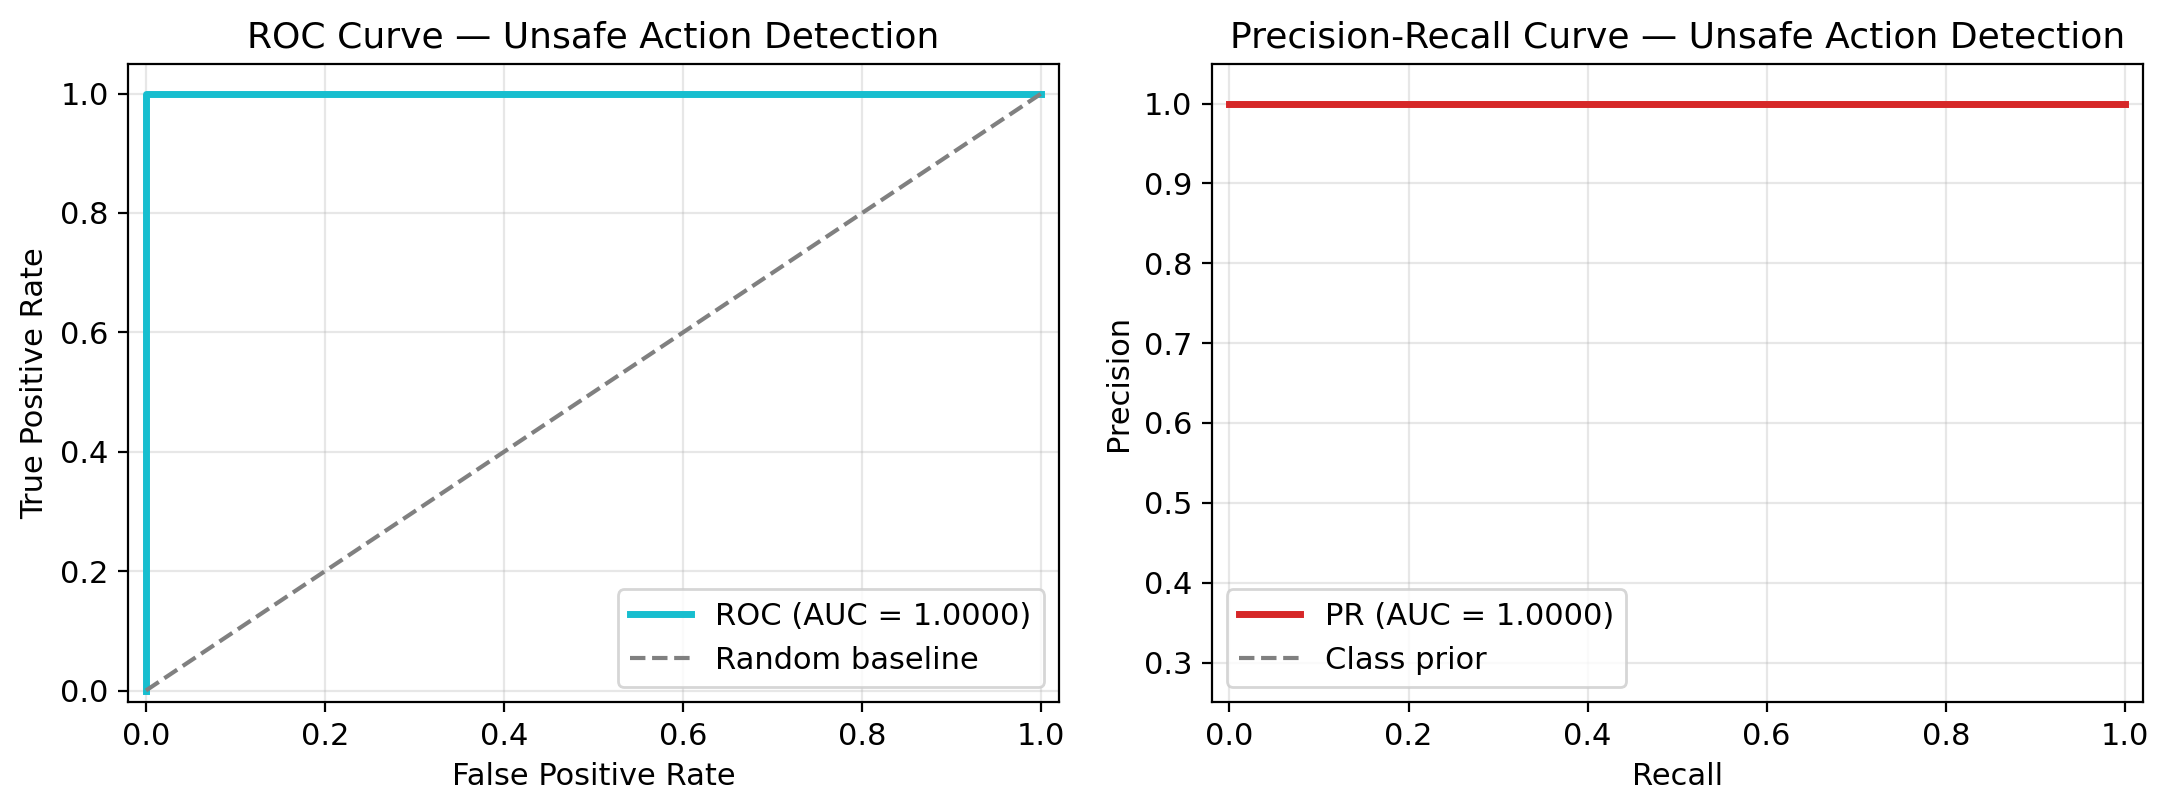 ROC Curve — Unsafe Action Detection
1.0
0.8
0.6
0.4
0.2
0.0
True Positive Rate
ROC (AUC = 1.0000)
Random baseline
0.0 0.2 0.4 0.6 0.8 1.0
False Positive Rate
Precision-Recall Curve — Unsafe Action Detection
1.0
0.9
0.8
0.7
0.6
0.5
0.4
0.3
Precision
PR (AUC = 1.0000)
Class prior
0.0 0.2 0.4 0.6 0.8 1.0
Recall